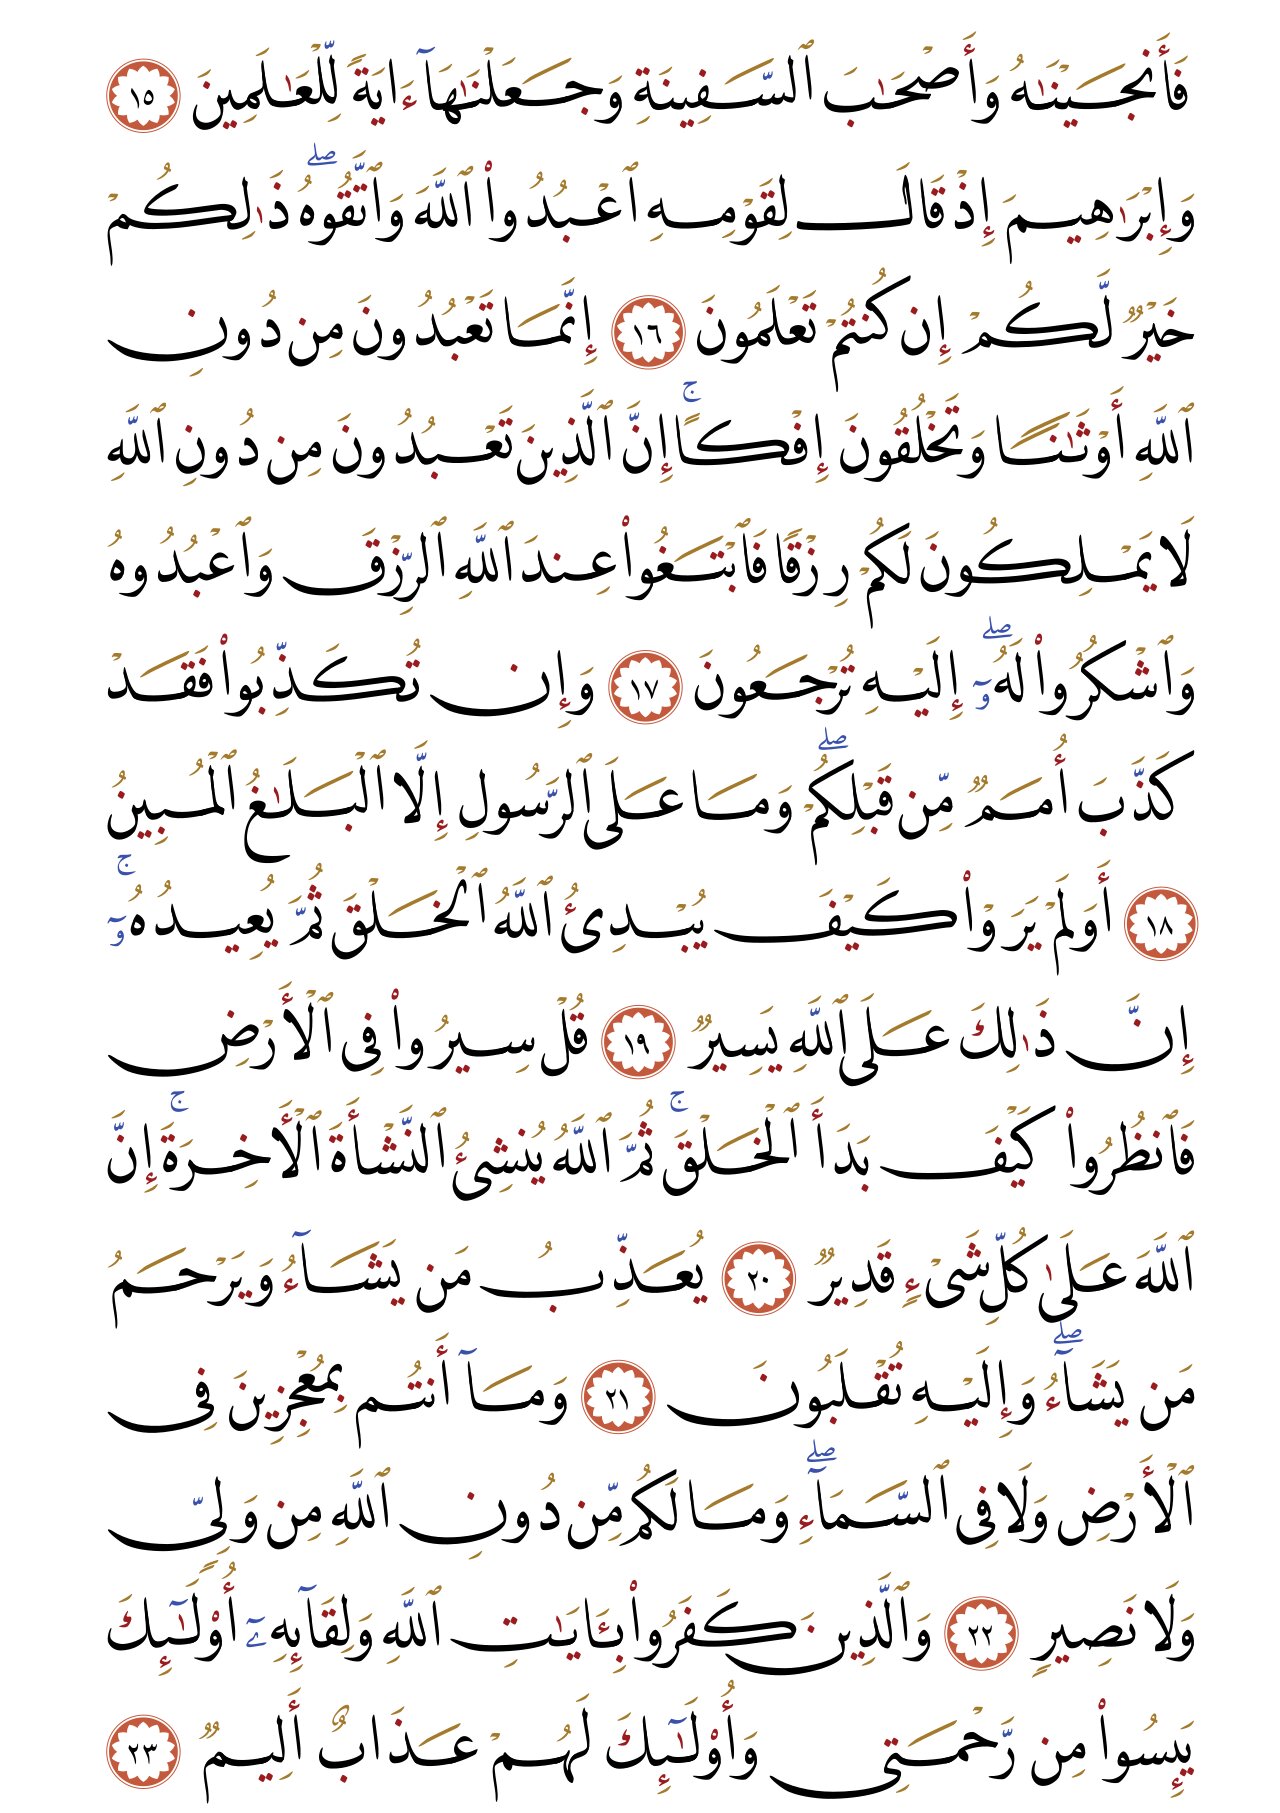 فَأَنجَيْنَٰهُ وَأَصْحَٰبَ ٱلسَّفِينَةِ وَجَعَلْنَٰهَآ ءَايَةً لِّلْعَٰلَمِينَ ١٥
وَإِبْرَٰهِيمَ إِذْ قَالَ لِقَوْمِهِ ٱعْبُدُوا۟ ٱللَّهَ وَٱتَّقُوهُ ۖ ذَٰلِكُمْ
خَيْرٌ لَّكُمْ إِن كُنتُمْ تَعْلَمُونَ ١٦ إِنَّمَا تَعْبُدُونَ مِن دُونِ
ٱللَّهِ أَوْثَٰنًا وَتَخْلُقُونَ إِفْكًا ۚ إِنَّ ٱلَّذِينَ تَعْبُدُونَ مِن دُونِ ٱللَّهِ
لَا يَمْلِكُونَ لَكُمْ رِزْقًا فَٱبْتَغُوا۟ عِندَ ٱللَّهِ ٱلرِّزْقَ وَٱعْبُدُوهُ
وَٱشْكُرُوا۟ لَهُۥٓ ۖ إِلَيْهِ تُرْجَعُونَ ١٧ وَإِن تُكَذِّبُوا۟ فَقَدْ
كَذَّبَ أُمَمٌ مِّن قَبْلِكُمْ ۖ وَمَا عَلَى ٱلرَّسُولِ إِلَّا ٱلْبَلَٰغُ ٱلْمُبِينُ
١٨ أَوَلَمْ يَرَوْا۟ كَيْفَ يُبْدِئُ ٱللَّهُ ٱلْخَلْقَ ثُمَّ يُعِيدُهُۥٓ ۚ
إِنَّ ذَٰلِكَ عَلَى ٱللَّهِ يَسِيرٌ ١٩ قُلْ سِيرُوا۟ فِى ٱلْأَرْضِ
فَٱنظُرُوا۟ كَيْفَ بَدَأَ ٱلْخَلْقَ ۚ ثُمَّ ٱللَّهُ يُنشِئُ ٱلنَّشْأَةَ ٱلْأَخِرَةَ ۚ إِنَّ
ٱللَّهَ عَلَىٰ كُلِّ شَىْءٍ قَدِيرٌ ٢٠ يُعَذِّبُ مَن يَشَآءُ وَيَرْحَمُ
مَن يَشَآءُ ۖ وَإِلَيْهِ تُقْلَبُونَ ٢١ وَمَآ أَنتُم بِمُعْجِزِينَ فِى
ٱلْأَرْضِ وَلَا فِى ٱلسَّمَآءِ ۖ وَمَا لَكُم مِّن دُونِ ٱللَّهِ مِن وَلِىٍّ
وَلَا نَصِيرٍ ٢٢ وَٱلَّذِينَ كَفَرُوا۟ بِـَٔايَٰتِ ٱللَّهِ وَلِقَآئِهِۦٓ أُو۟لَٰٓئِكَ
يَئِسُوا۟ مِن رَّحْمَتِى وَأُو۟لَٰٓئِكَ لَهُمْ عَذَابٌ أَلِيمٌ ٢٣